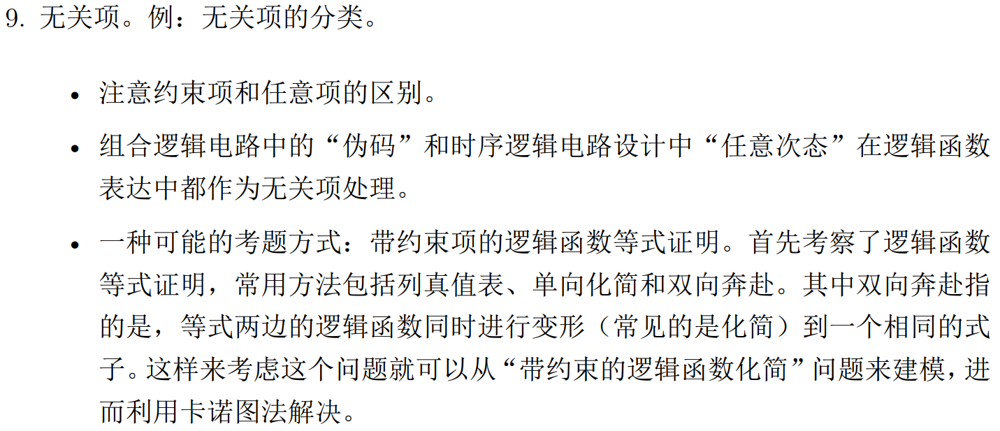 9. 无关项。例：无关项的分类。
• 注意约束项和任意项的区别。
• 组合逻辑电路中的“伪码”和时序逻辑电路设计中“任意次态”在逻辑函数
表达中都作为无关项处理。
• 一种可能的考题方式：带约束项的逻辑函数等式证明。首先考察了逻辑函数
等式证明，常用方法包括列真值表、单向化简和双向奔赴。其中双向奔赴指
的是，等式两边的逻辑函数同时进行变形（常见的是化简）到一个相同的式
子。这样来考虑这个问题就可以从“带约束的逻辑函数化简”问题来建模，进
而利用卡诺图法解决。